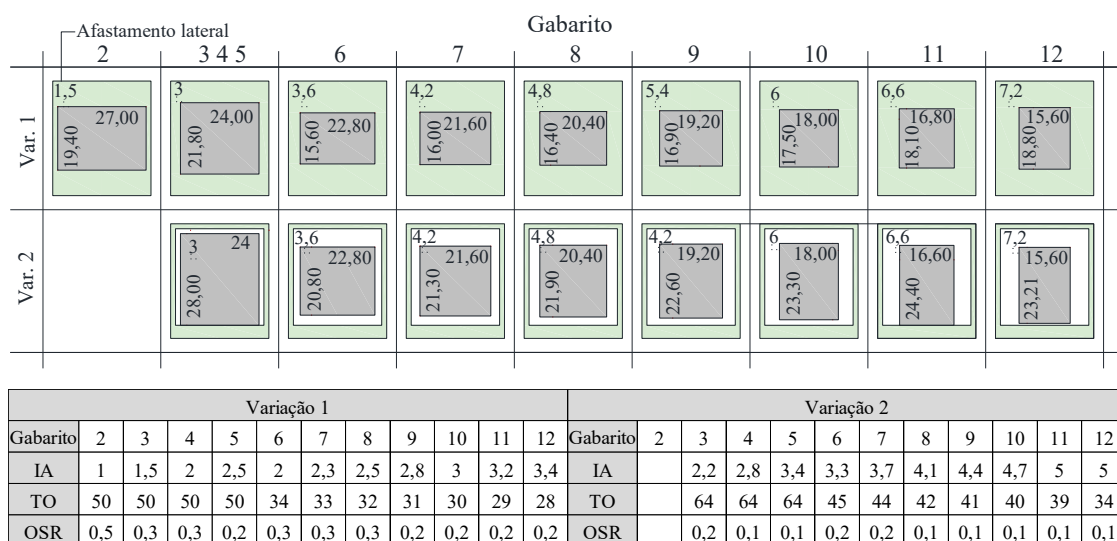 Gabarito
Afastamento lateral
2 3 4 5 6 7 8 9 10 11 12
Var. 1
1,5 3 3,6 4,2 4,8 5,4 6 6,6 7,2
27,00 24,00 22,80 21,60 20,40 19,20 18,00 16,80 15,60
19,40 21,80 15,60 16,00 16,40 16,90 17,50 18,10 18,80
Var. 2
3 3,6 4,2 4,8 4,2 6 6,6 7,2
24 22,80 21,60 20,40 19,20 18,00 16,60 15,60
28,00 20,80 21,30 21,90 22,60 23,30 24,40 23,21
Variação 1 Variação 2
Gabarito 2 3 4 5 6 7 8 9 10 11 12 Gabarito 2 3 4 5 6 7 8 9 10 11 12
IA 1 1,5 2 2,5 2 2,3 2,5 2,8 3 3,2 3,4 IA 2,2 2,8 3,4 3,3 3,7 4,1 4,4 4,7 5 5
TO 50 50 50 50 34 33 32 31 30 29 28 TO 64 64 64 45 44 42 41 40 39 34
OSR 0,5 0,3 0,3 0,2 0,3 0,3 0,3 0,2 0,2 0,2 0,2 OSR 0,2 0,1 0,1 0,2 0,2 0,1 0,1 0,1 0,1 0,1